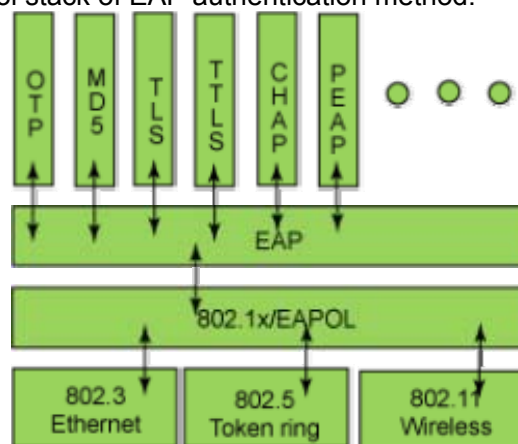 ol stack of EAP authentication method.
OTP
MD5
TLS
TTLS
CHAP
PEAP
EAP
802.1x/EAPOL
802.3
Ethernet
802.5
Token ring
802.11
Wireless